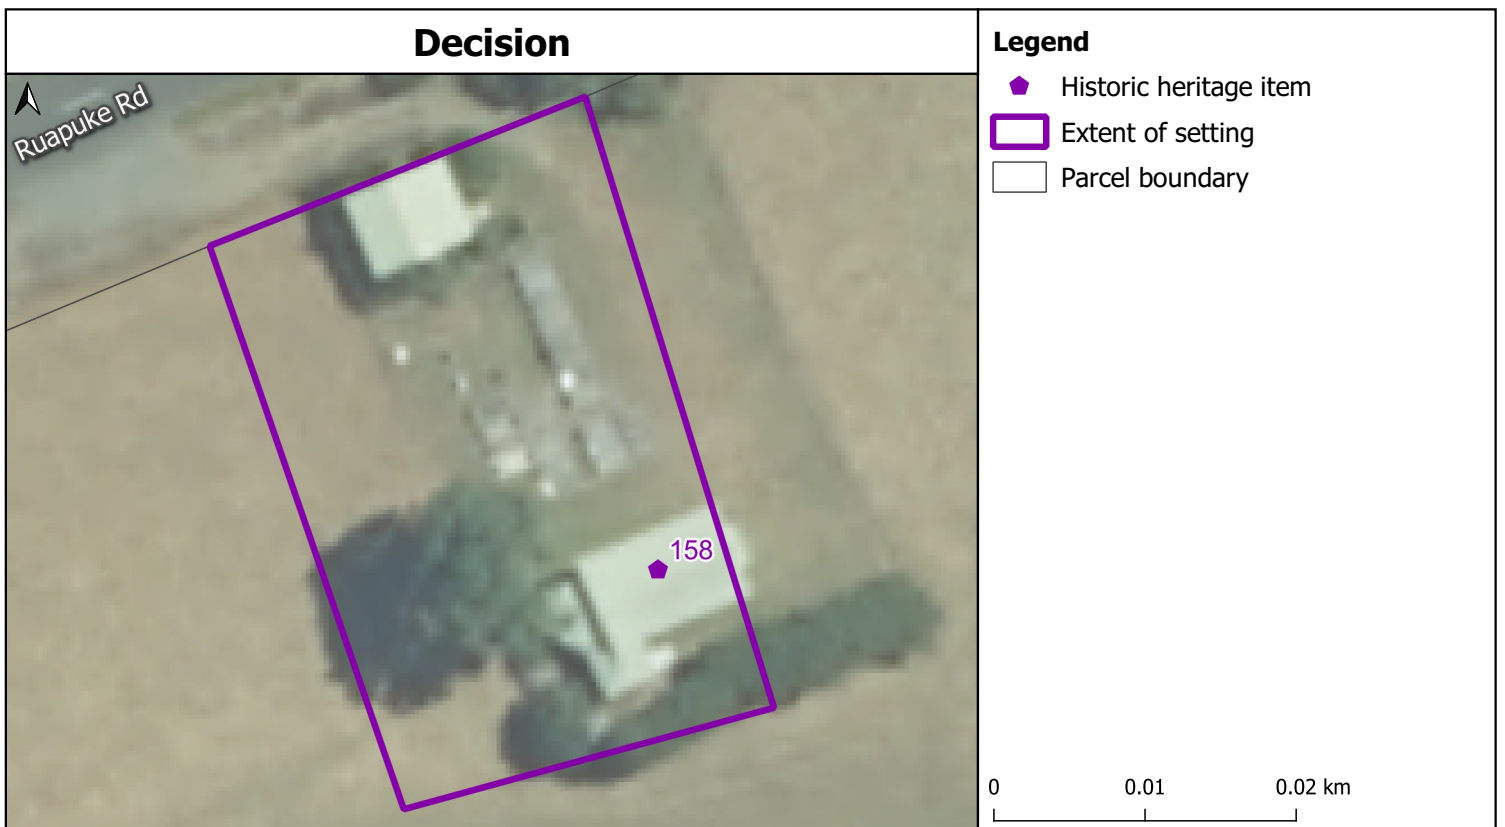 Decision
Ruapuke Rd
158
Legend
Historic heritage item
Extent of setting
Parcel boundary
0 0.01 0.02 km